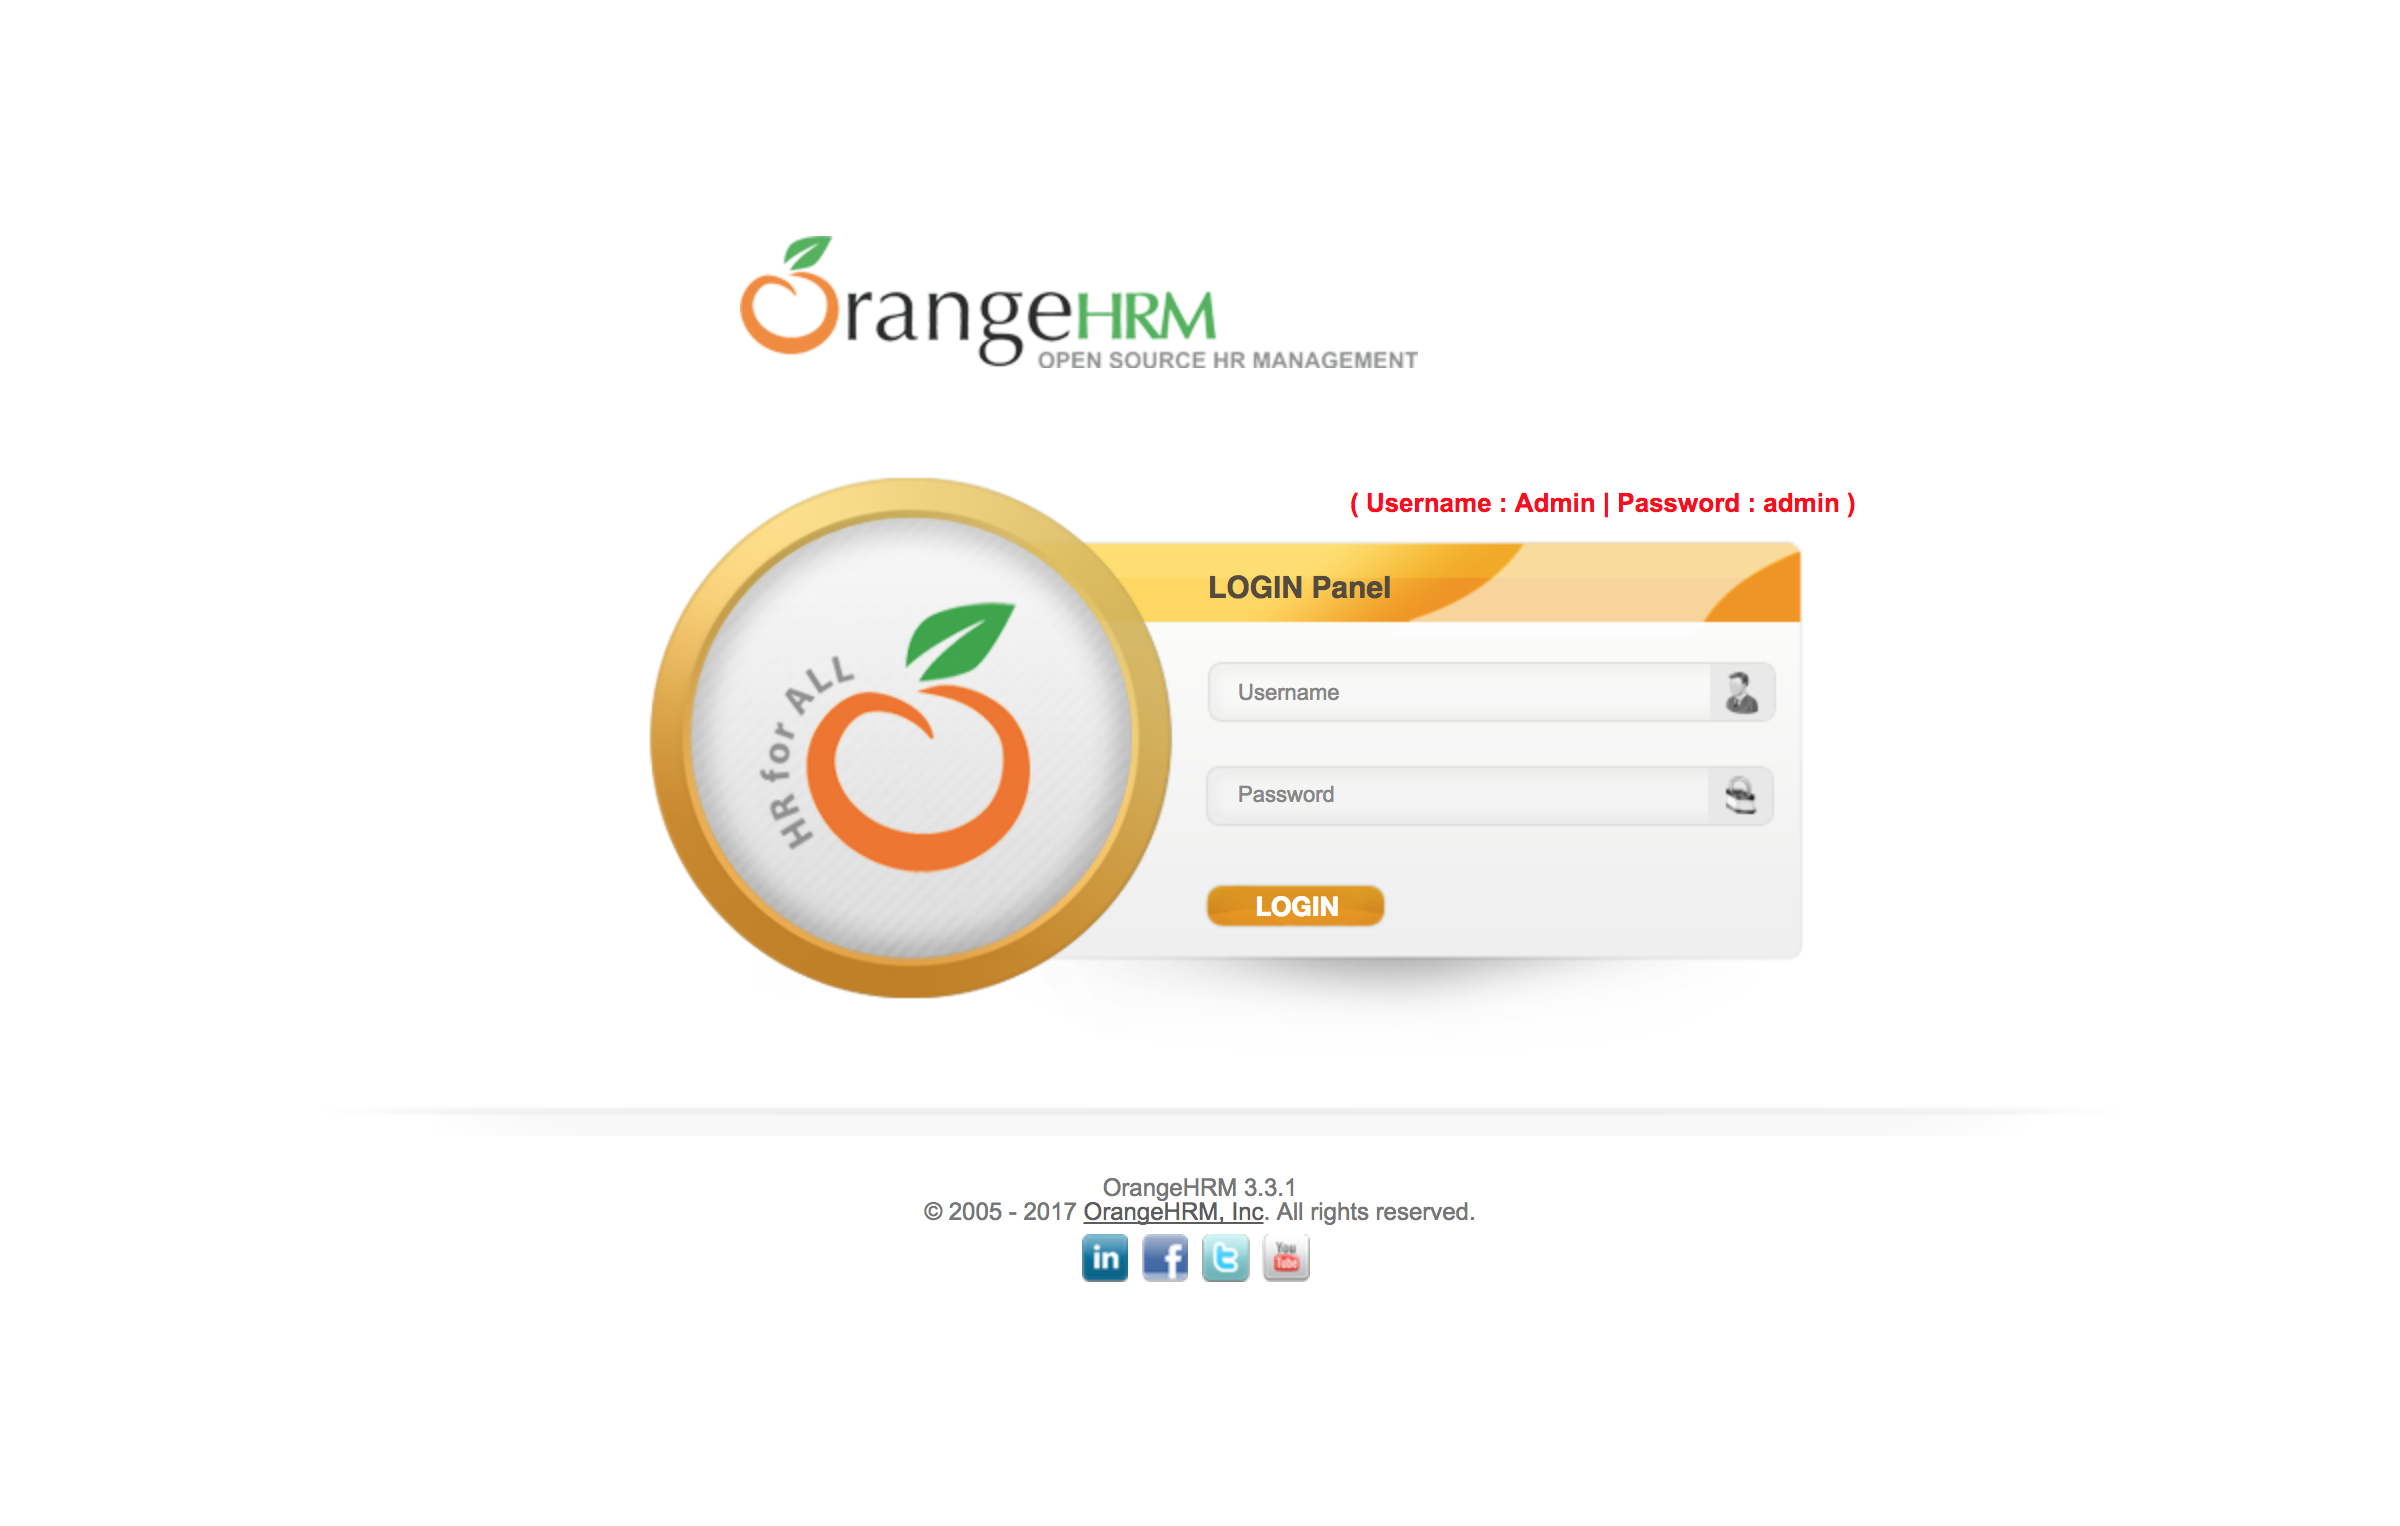 OrangeHRM
OPEN SOURCE HR MANAGEMENT
( Username : Admin | Password : admin )
LOGIN Panel
HR for ALL
Username
Password
LOGIN
OrangeHRM 3.3.1
© 2005 - 2017 OrangeHRM, Inc. All rights reserved.
in f t You Tube